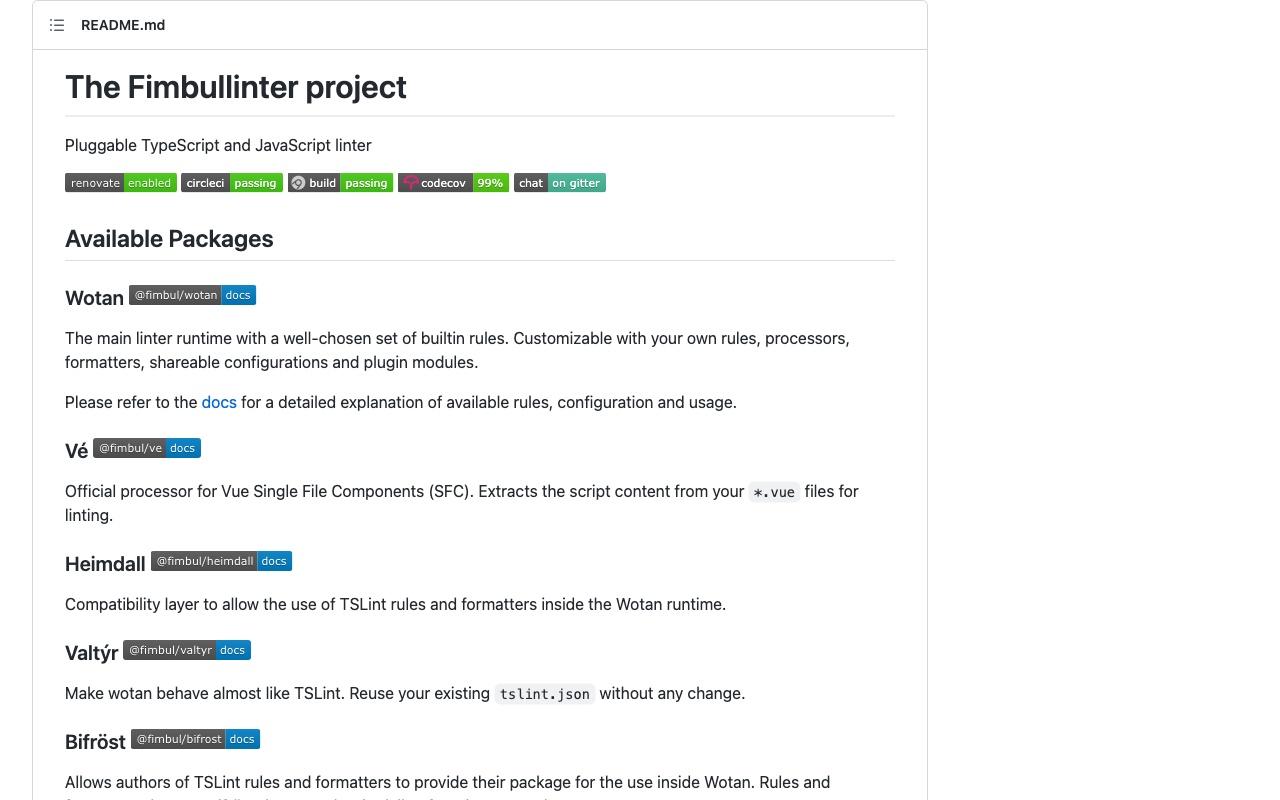 README.md
The Fimbullinter project
Pluggable TypeScript and JavaScript linter
renovate enabled circleci passing build passing codecov 99% chat on gitter
Available Packages
Wotan @fimbul/wotan docs
The main linter runtime with a well-chosen set of builtin rules. Customizable with your own rules, processors,
formatters, shareable configurations and plugin modules.
Please refer to the docs for a detailed explanation of available rules, configuration and usage.
Vé @fimbul/ve docs
Official processor for Vue Single File Components (SFC). Extracts the script content from your *.vue files for
linting.
Heimdall @fimbul/heimdall docs
Compatibility layer to allow the use of TSLint rules and formatters inside the Wotan runtime.
Valtýr @fimbul/valtyr docs
Make wotan behave almost like TSLint. Reuse your existing tslint.json without any change.
Bifröst @fimbul/bifrost docs
Allows authors of TSLint rules and formatters to provide their package for the use inside Wotan. Rules and